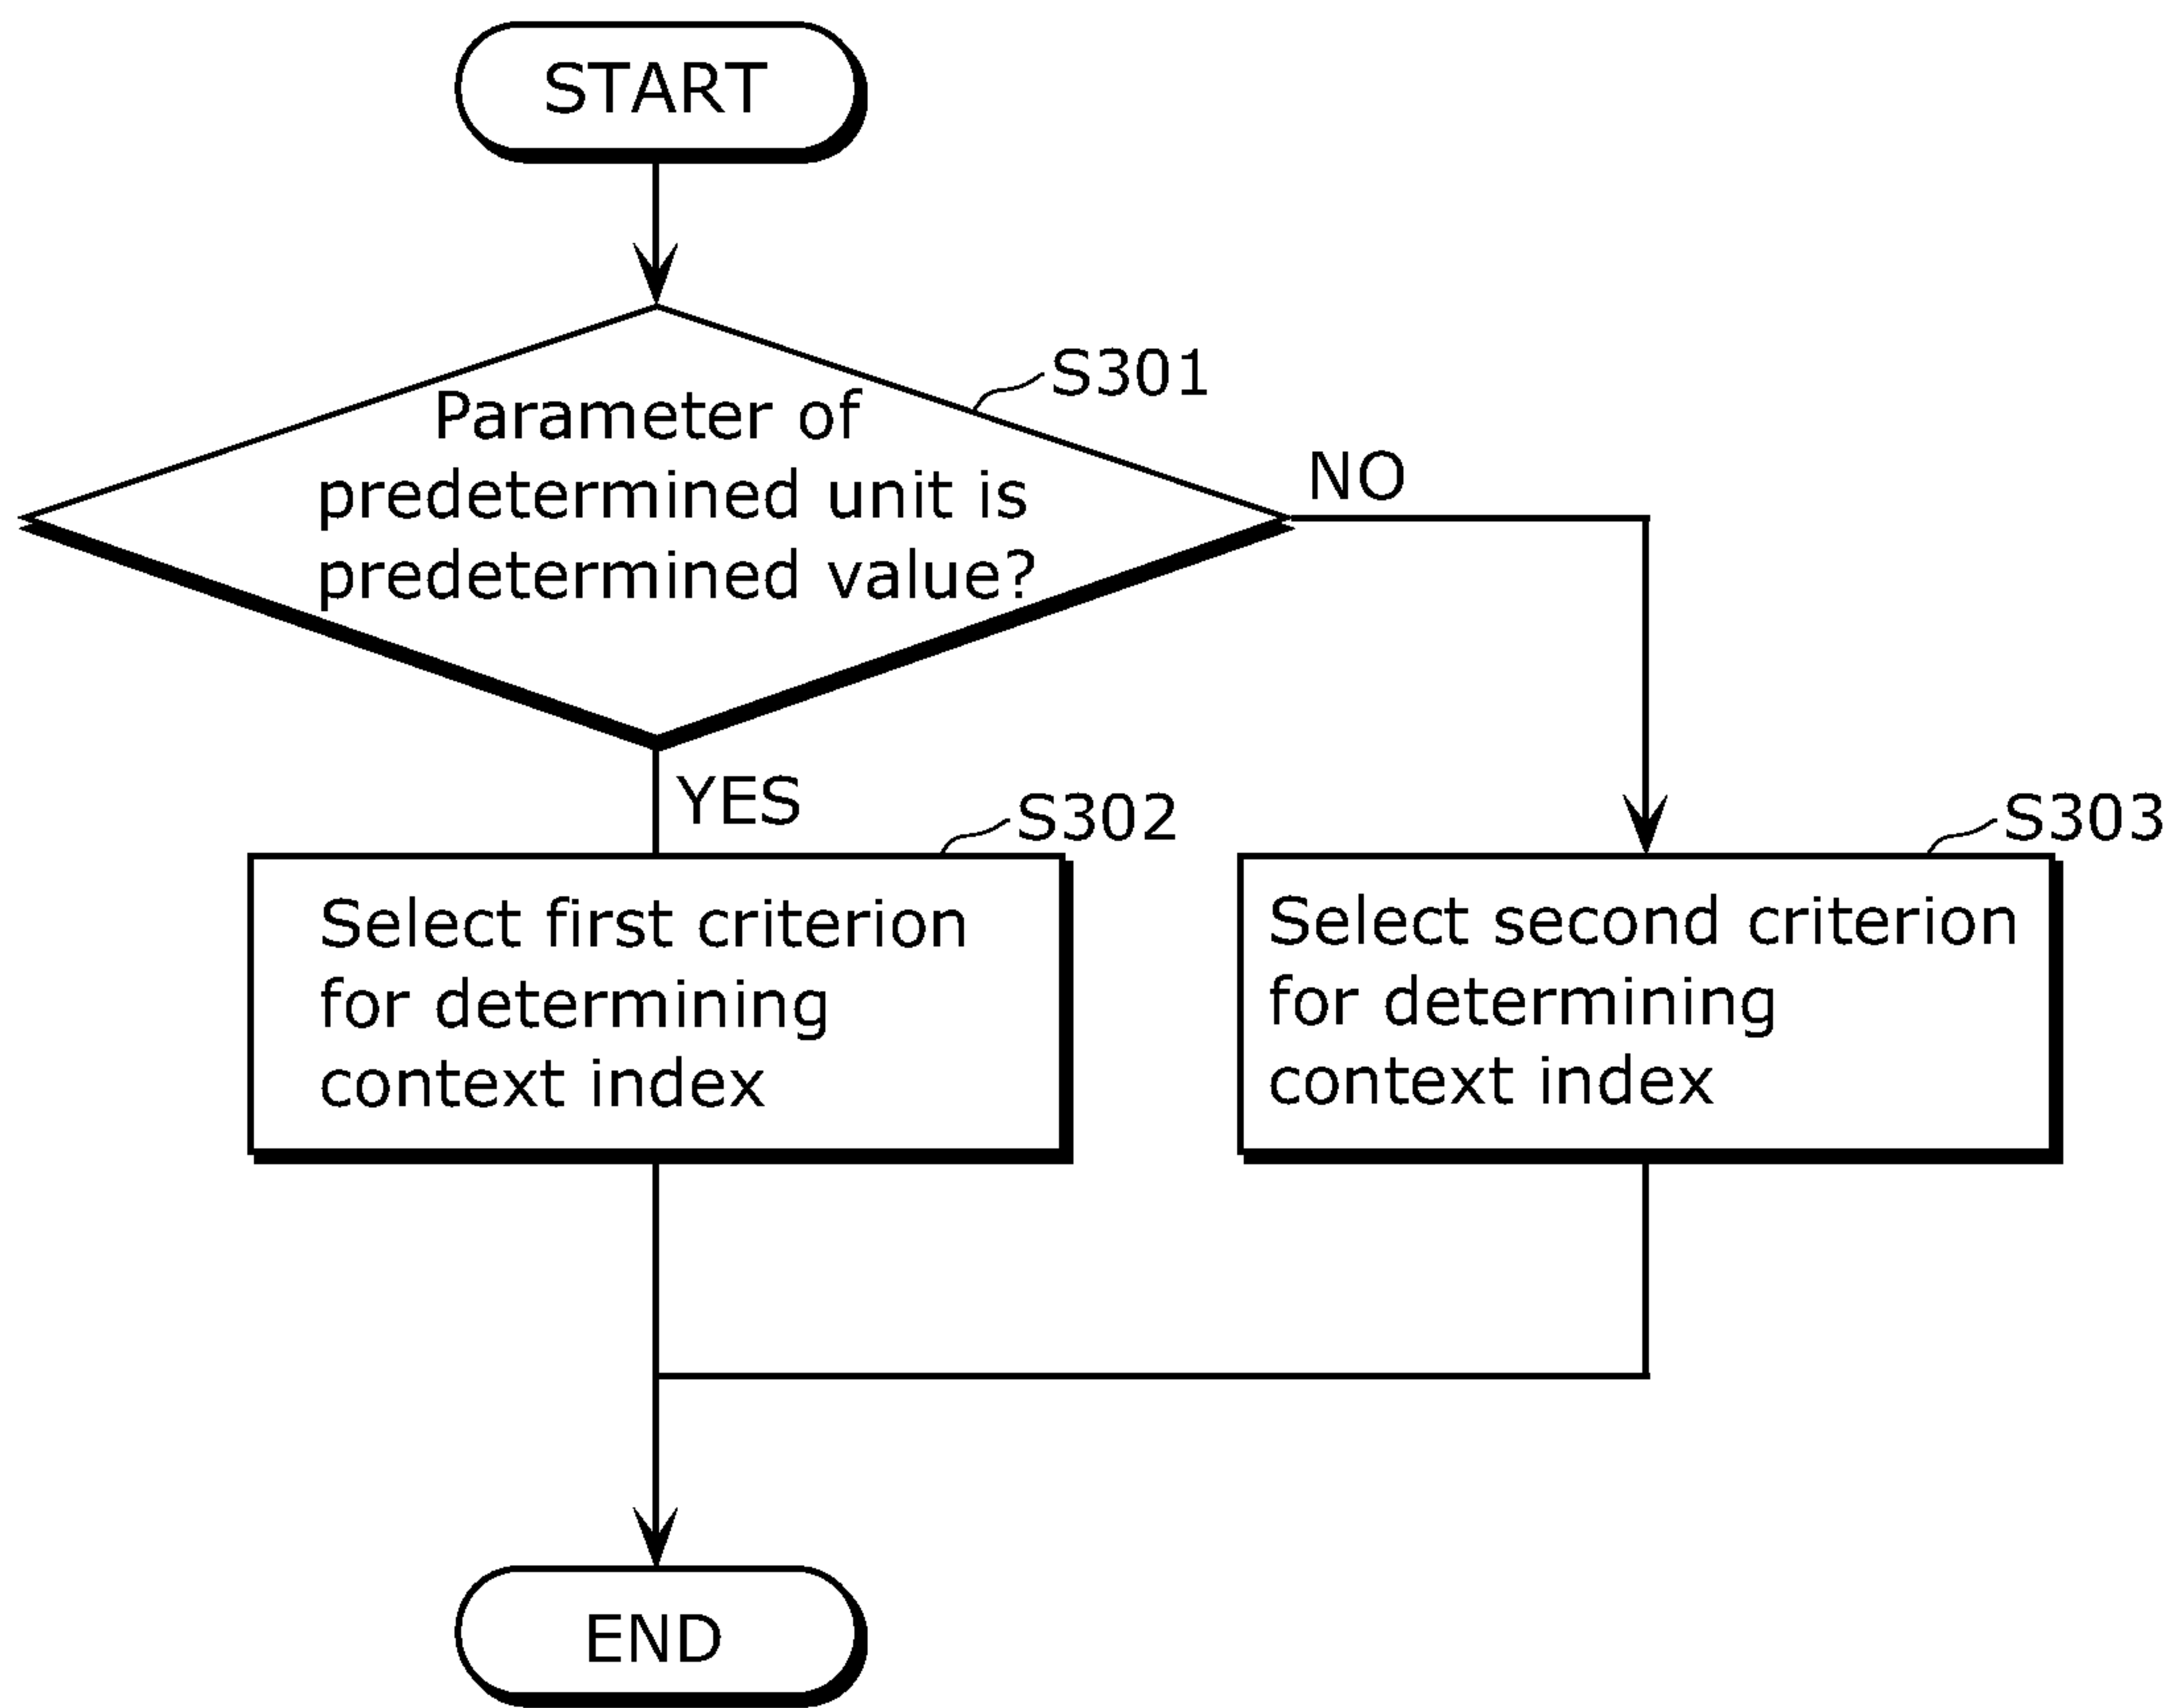 START
S301
Parameter of
predetermined unit is
predetermined value?
NO
YES
S302
Select first criterion
for determining
context index
S303
Select second criterion
for determining
context index
END